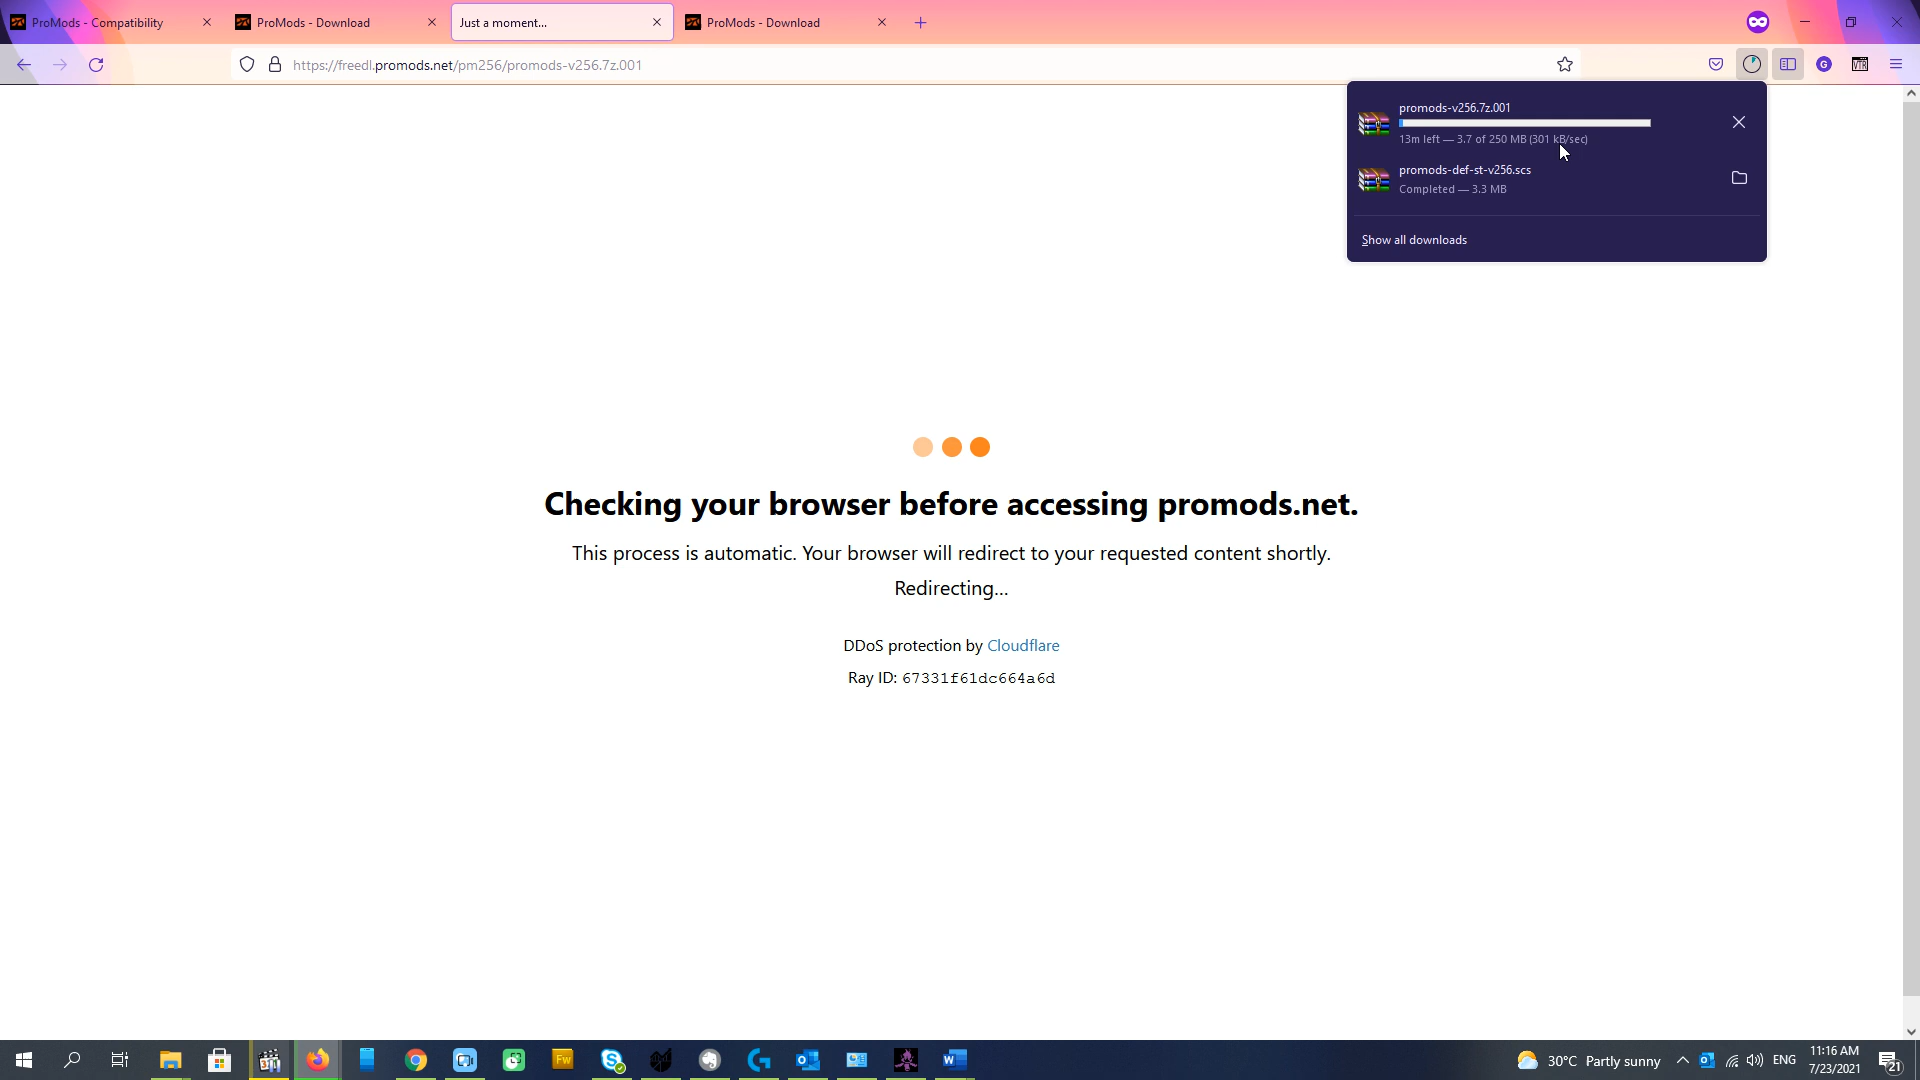 ProMods - Compatibility
ProMods - Download
Just a moment...
ProMods - Download
https://freedl.promods.net/pm256/promods-v256.7z.001
G
VTR
promods-v256.7z.001
13m left — 3.7 of 250 MB (301 kB/sec)
promods-def-st-v256.scs
Completed — 3.3 MB
Show all downloads
Checking your browser before accessing promods.net.
This process is automatic. Your browser will redirect to your requested content shortly.
Redirecting...
DDoS protection by Cloudflare
Ray ID: 67331f61dc664a6d
Fw
30°C Partly sunny
ENG
11:16 AM
7/23/2021
21